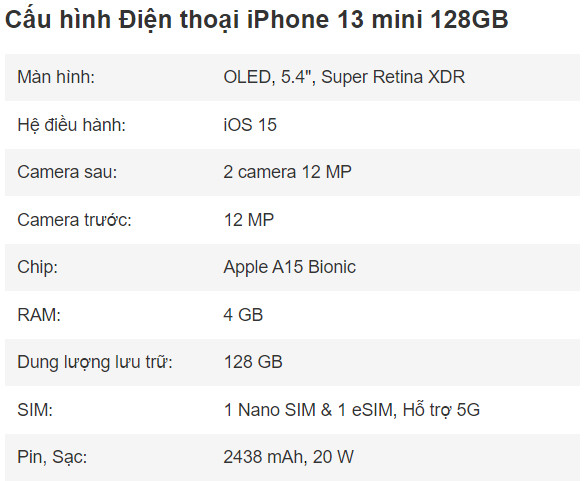 Cấu hình Điện thoại iPhone 13 mini 128GB
Màn hình: OLED, 5.4", Super Retina XDR
Hệ điều hành: iOS 15
Camera sau: 2 camera 12 MP
Camera trước: 12 MP
Chip: Apple A15 Bionic
RAM: 4 GB
Dung lượng lưu trữ: 128 GB
SIM: 1 Nano SIM & 1 eSIM, Hỗ trợ 5G
Pin, Sạc: 2438 mAh, 20 W